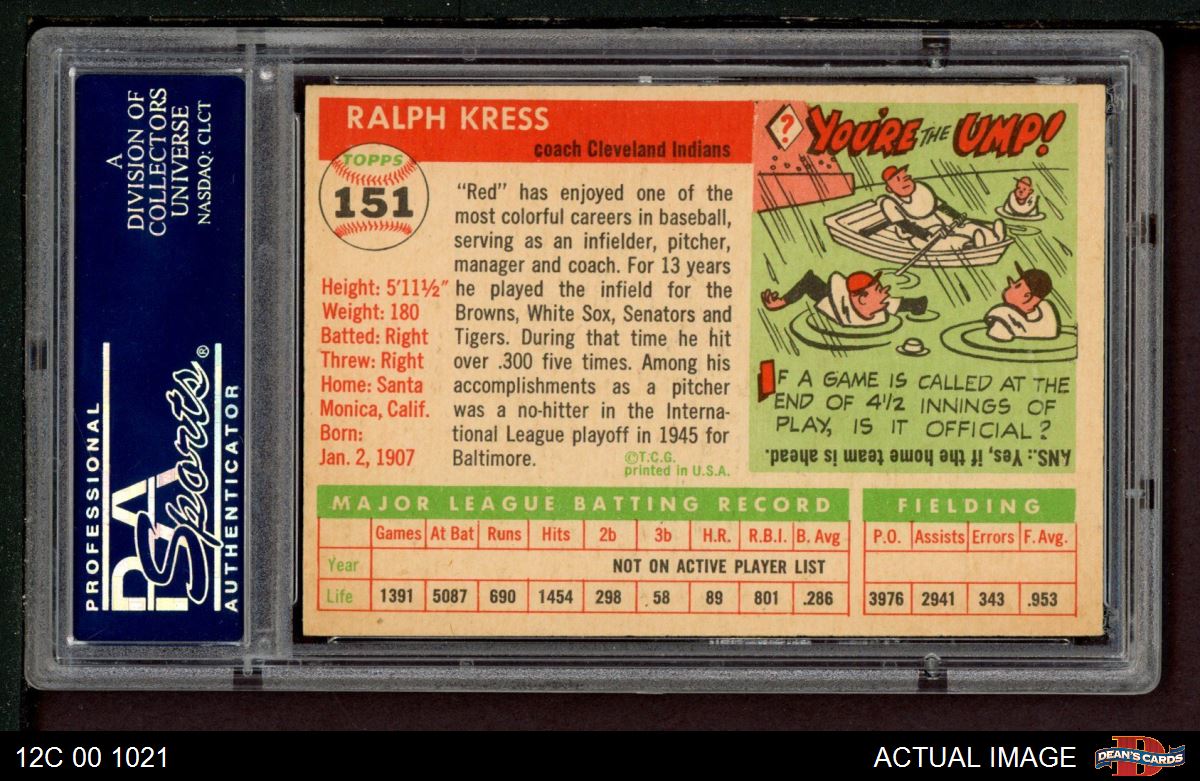 A
DIVISION OF
COLLECTORS
UNIVERSE
NASDAQ: CLCT
PROFESSIONAL
PSA
Sports®
AUTHENTICATOR
RALPH KRESS
coach Cleveland Indians
TOPPS
151
Height: 5'11½"
Weight: 180
Batted: Right
Threw: Right
Home: Santa
Monica, Calif.
Born:
Jan. 2, 1907
"Red" has enjoyed one of the
most colorful careers in baseball,
serving as an infielder, pitcher,
manager and coach. For 13 years
he played the infield for the
Browns, White Sox, Senators and
Tigers. During that time he hit
over .300 five times. Among his
accomplishments as a pitcher
was a no-hitter in the Interna-
tional League playoff in 1945 for
Baltimore.
©T.C.G.
printed in U.S.A.
?
YOU'RE THE UMP!
IF A GAME IS CALLED AT THE
END OF 4 1/2 INNINGS OF
PLAY, IS IT OFFICIAL?
ANS.: Yes, if the home team is ahead.
MAJOR LEAGUE BATTING RECORD
Games At Bat Runs Hits 2b 3b H.R. R.B.I. B. Avg
Year NOT ON ACTIVE PLAYER LIST
Life 1391 5087 690 1454 298 58 89 801 .286
FIELDING
P.O. Assists Errors F. Avg.
3976 2941 343 .953
12C 00 1021
ACTUAL IMAGE
D
DEAN'S CARDS